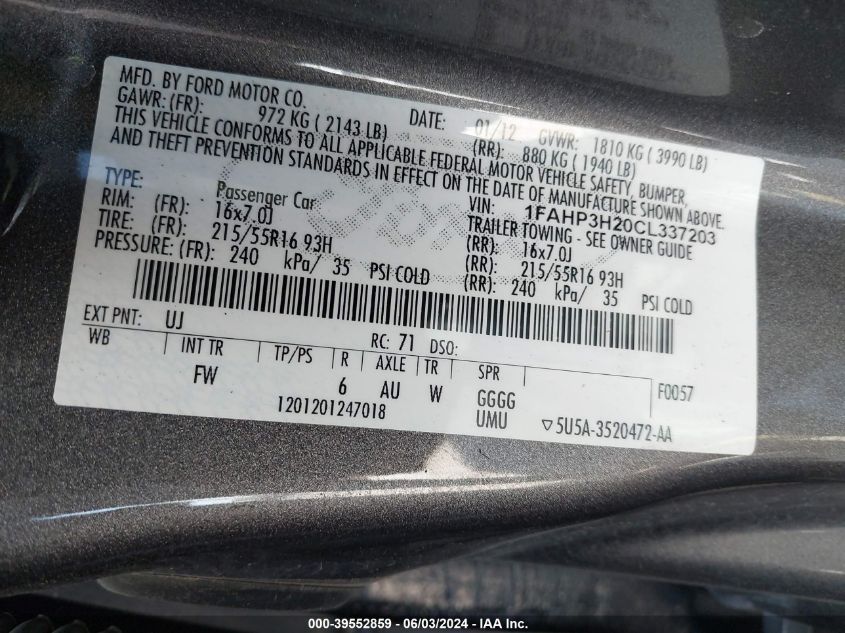 MFD. BY FORD MOTOR CO.
DATE: 01/12 GVWR: 1810 KG ( 3990 LB)
GAWR: (FR): 972 KG ( 2143 LB) (RR): 880 KG ( 1940 LB)
THIS VEHICLE CONFORMS TO ALL APPLICABLE FEDERAL MOTOR VEHICLE SAFETY, BUMPER,
AND THEFT PREVENTION STANDARDS IN EFFECT ON THE DATE OF MANUFACTURE SHOWN ABOVE.
VIN: 1FAHP3H20CL337203
TYPE: Passenger Car TRAILER TOWING - SEE OWNER GUIDE
RIM: (FR): 16x7.0J (RR): 16x7.0J
TIRE: (FR): 215/55R16 93H (RR): 215/55R16 93H
PRESSURE: (FR): 240 kPa/ 35 PSI COLD (RR): 240 kPa/ 35 PSI COLD
EXT PNT: UJ RC: 71 DSO:
WB INT TR TP/PS R AXLE TR SPR
FW 6 AU W GGGG F0057
1201201247018 UMU ▽5U5A-3520472-AA
000-39552859 - 06/03/2024 - IAA Inc.